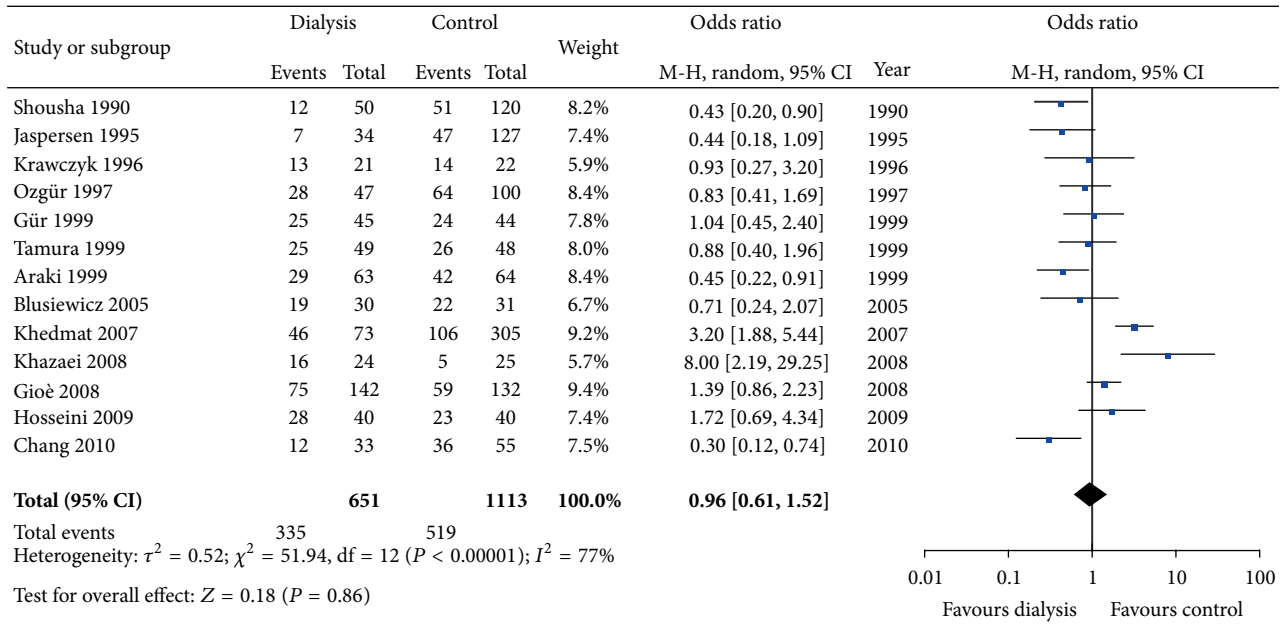 Dialysis Control Odds ratio Odds ratio
Study or subgroup Weight
Events Total Events Total M-H, random, 95% CI Year M-H, random, 95% CI
Shousha 1990 12 50 51 120 8.2% 0.43 [0.20, 0.90] 1990
Jaspersen 1995 7 34 47 127 7.4% 0.44 [0.18, 1.09] 1995
Krawczyk 1996 13 21 14 22 5.9% 0.93 [0.27, 3.20] 1996
Ozgür 1997 28 47 64 100 8.4% 0.83 [0.41, 1.69] 1997
Gür 1999 25 45 24 44 7.8% 1.04 [0.45, 2.40] 1999
Tamura 1999 25 49 26 48 8.0% 0.88 [0.40, 1.96] 1999
Araki 1999 29 63 42 64 8.4% 0.45 [0.22, 0.91] 1999
Blusiewicz 2005 19 30 22 31 6.7% 0.71 [0.24, 2.07] 2005
Khedmat 2007 46 73 106 305 9.2% 3.20 [1.88, 5.44] 2007
Khazaei 2008 16 24 5 25 5.7% 8.00 [2.19, 29.25] 2008
Gioè 2008 75 142 59 132 9.4% 1.39 [0.86, 2.23] 2008
Hosseini 2009 28 40 23 40 7.4% 1.72 [0.69, 4.34] 2009
Chang 2010 12 33 36 55 7.5% 0.30 [0.12, 0.74] 2010
Total (95% CI) 651 1113 100.0% 0.96 [0.61, 1.52]
Total events 335 519
Heterogeneity: τ² = 0.52; χ² = 51.94, df = 12 (P < 0.00001); I² = 77%
Test for overall effect: Z = 0.18 (P = 0.86)
0.01 0.1 1 10 100
Favours dialysis Favours control